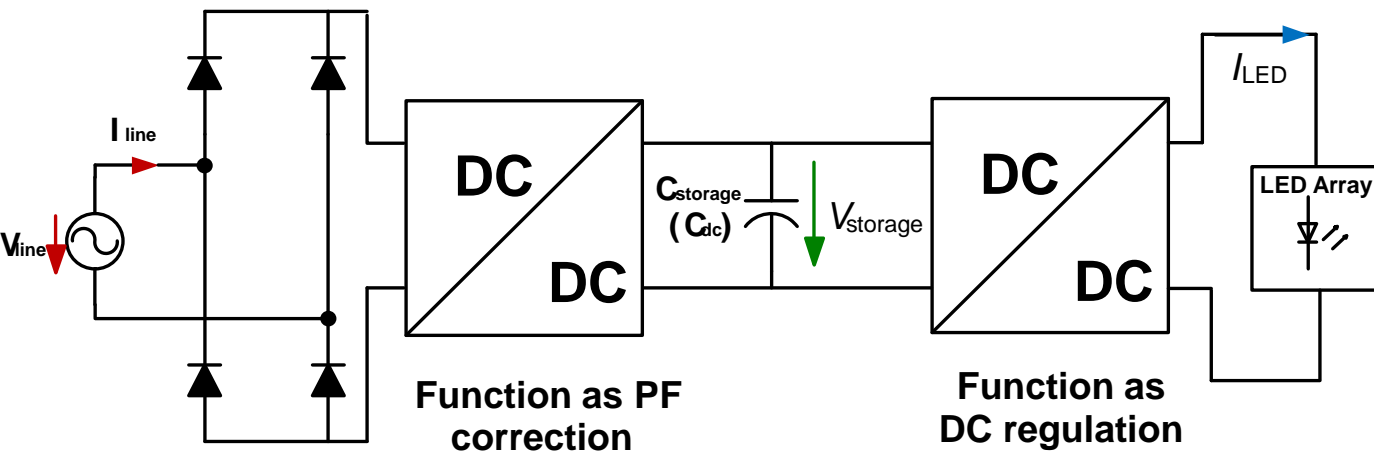 I line
Vline
DC
DC
Function as PF
correction
Cstorage
(Cdc)
Vstorage
DC
DC
Function as
DC regulation
ILED
LED Array